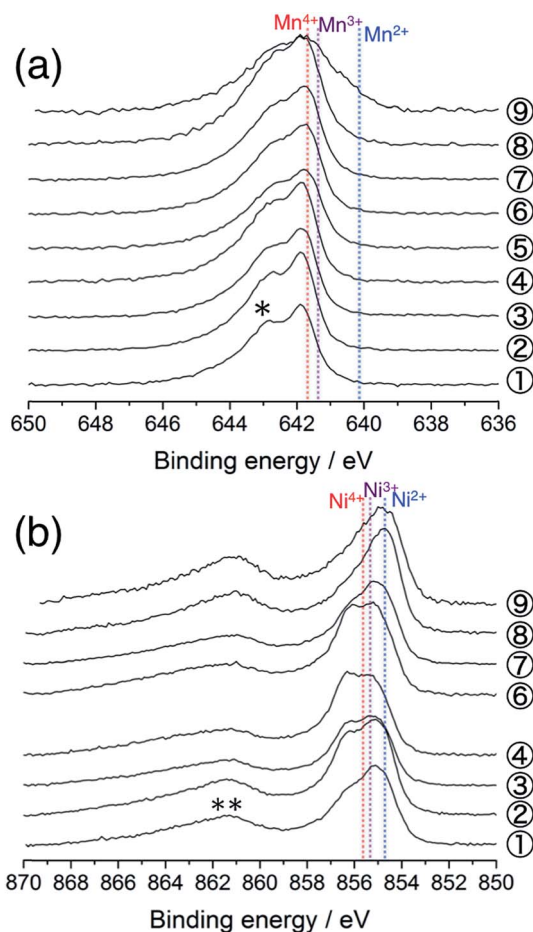 (a)
Mn⁴⁺ Mn³⁺ Mn²⁺
⑨
⑧
⑦
⑥
⑤
④
③
*
②
①
650 648 646 644 642 640 638 636
Binding energy / eV
(b)
Ni⁴⁺ Ni³⁺ Ni²⁺
⑨
⑧
⑦
⑥
④
③
②
**
①
870 868 866 864 862 860 858 856 854 852 850
Binding energy / eV